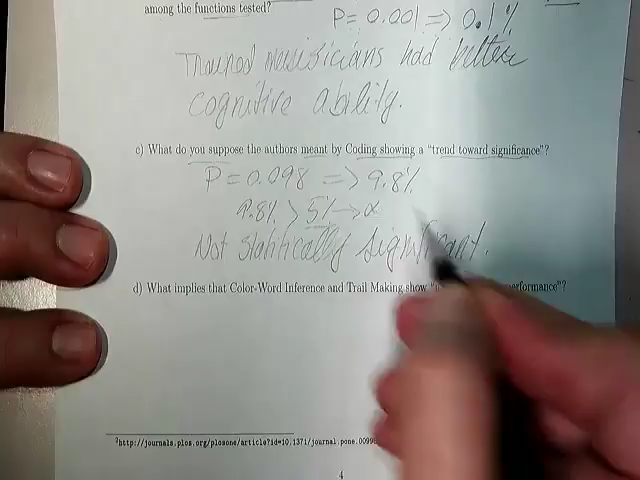 among the functions tested?
P = 0.001 => 0.1%
Trained musicians had better
cognitive ability.
c) What do you suppose the authors meant by Coding showing a "trend toward significance"?
P = 0.098 => 9.8%
9.8% > 5% → α
Not statistically significant.
d) What implies that Color-Word Inference and Trail Making show erformance"?
3http://journals.plos.org/plosone/article?id=10.1371/journal.pone.0099
4